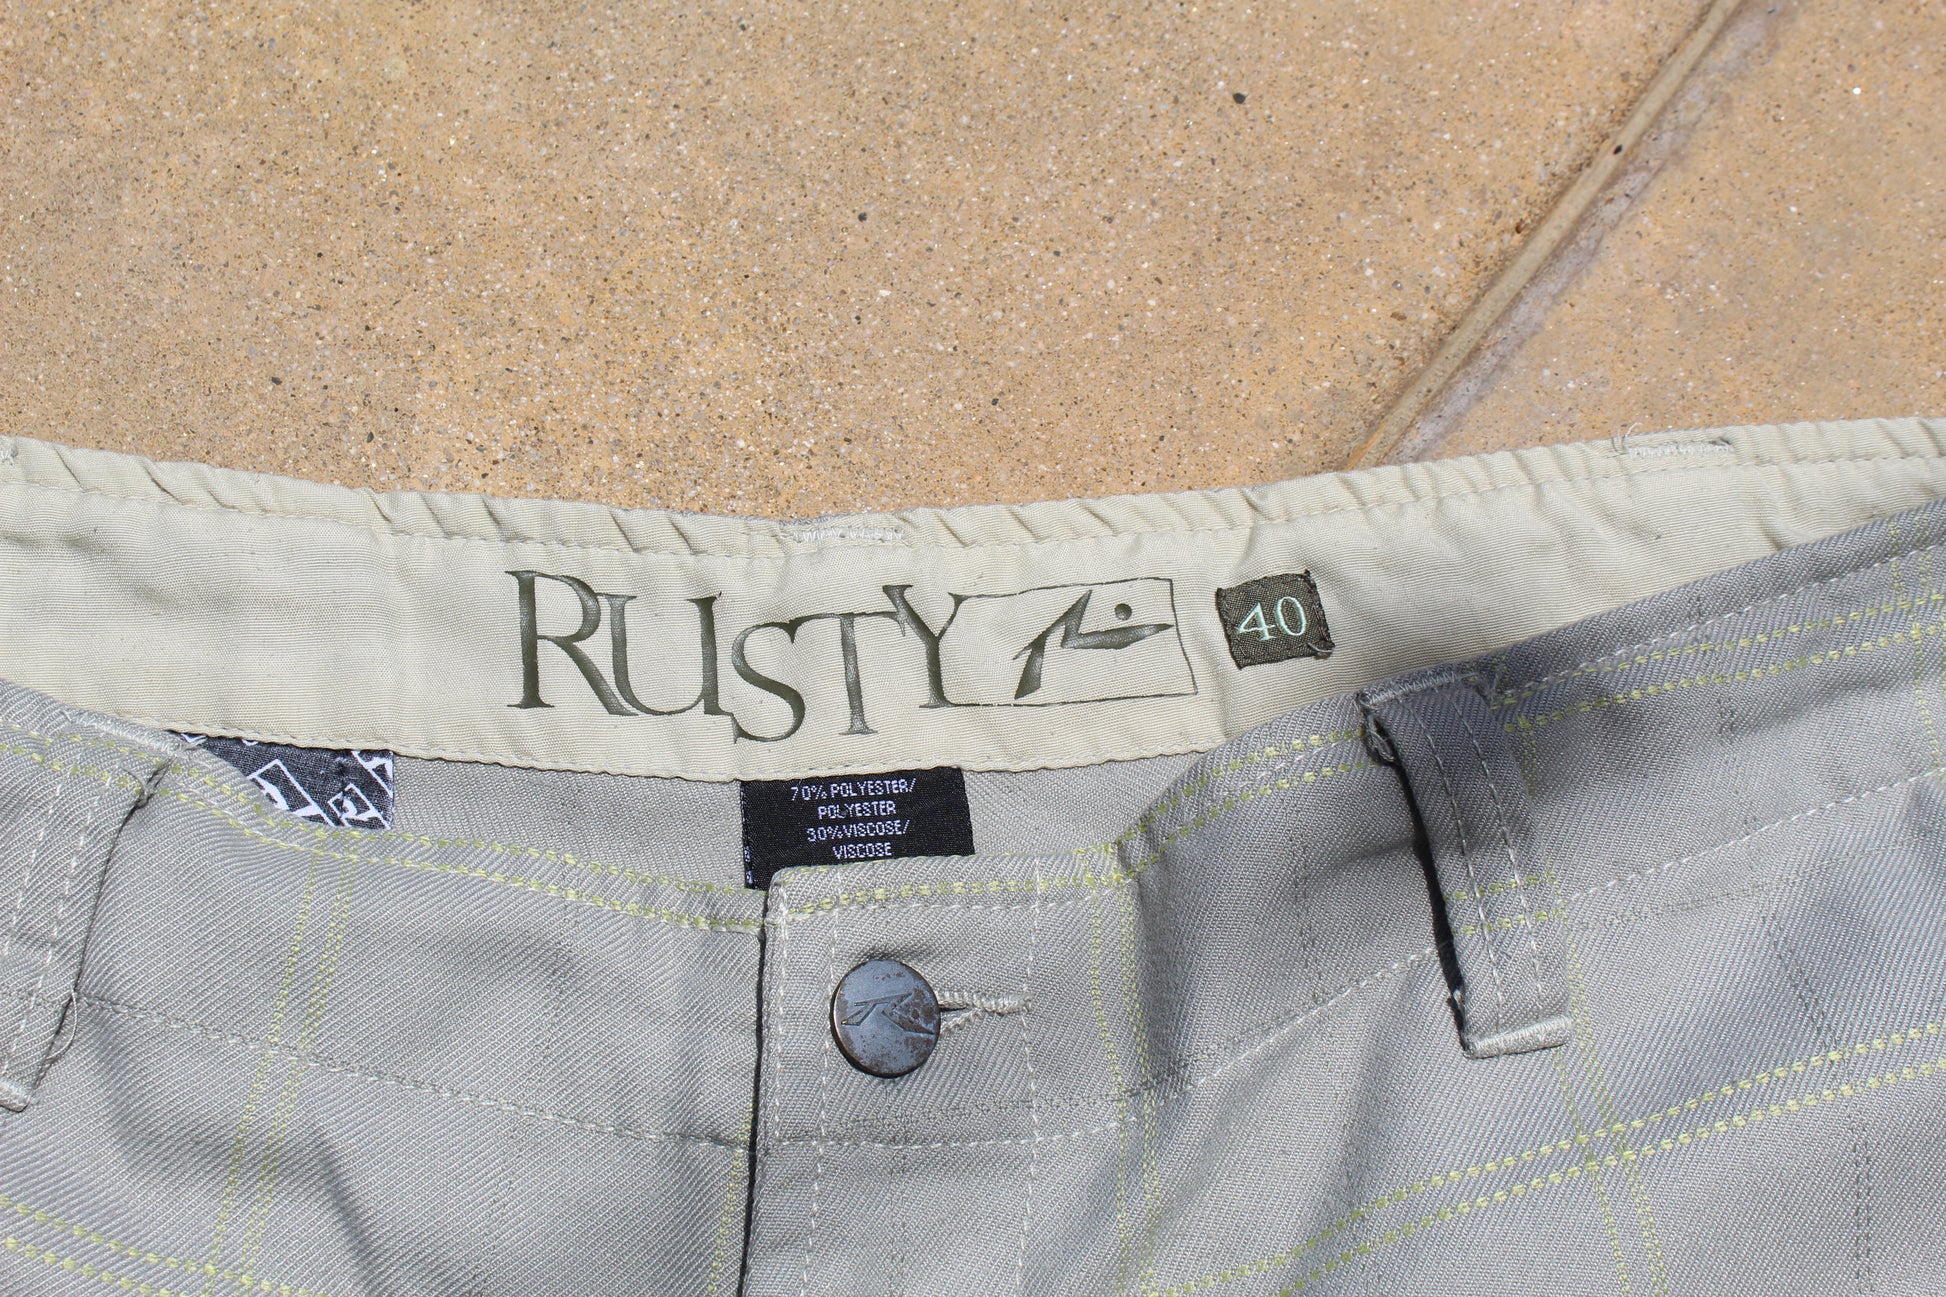 RUSTY
40
70% POLYESTER/
POLYESTER
30%VISCOSE/
VISCOSE